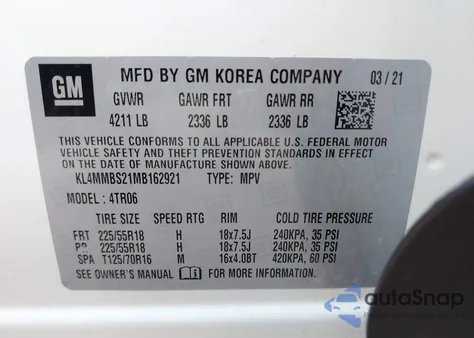 GM
MFD BY GM KOREA COMPANY 03/21
GVWR GAWR FRT GAWR RR
4211 LB 2336 LB 2336 LB
THIS VEHICLE CONFORMS TO ALL APPLICABLE U.S. FEDERAL MOTOR
VEHICLE SAFETY, BUMPER, AND THEFT PREVENTION STANDARDS IN EFFECT
ON THE DATE OF MANUFACTURE SHOWN ABOVE.
KL4MMBS21MB162921 TYPE: MPV
MODEL: 4TR06
TIRE SIZE SPEED RTG RIM COLD TIRE PRESSURE
FRT 225/55R18 H 18x7.5J 240KPA, 35 PSI
RR 225/55R18 H 18x7.5J 240KPA, 35 PSI
SPA T125/70R16 M 16x4.0BT 420KPA, 60 PSI
SEE OWNER'S MANUAL FOR MORE INFORMATION.
autoSnap